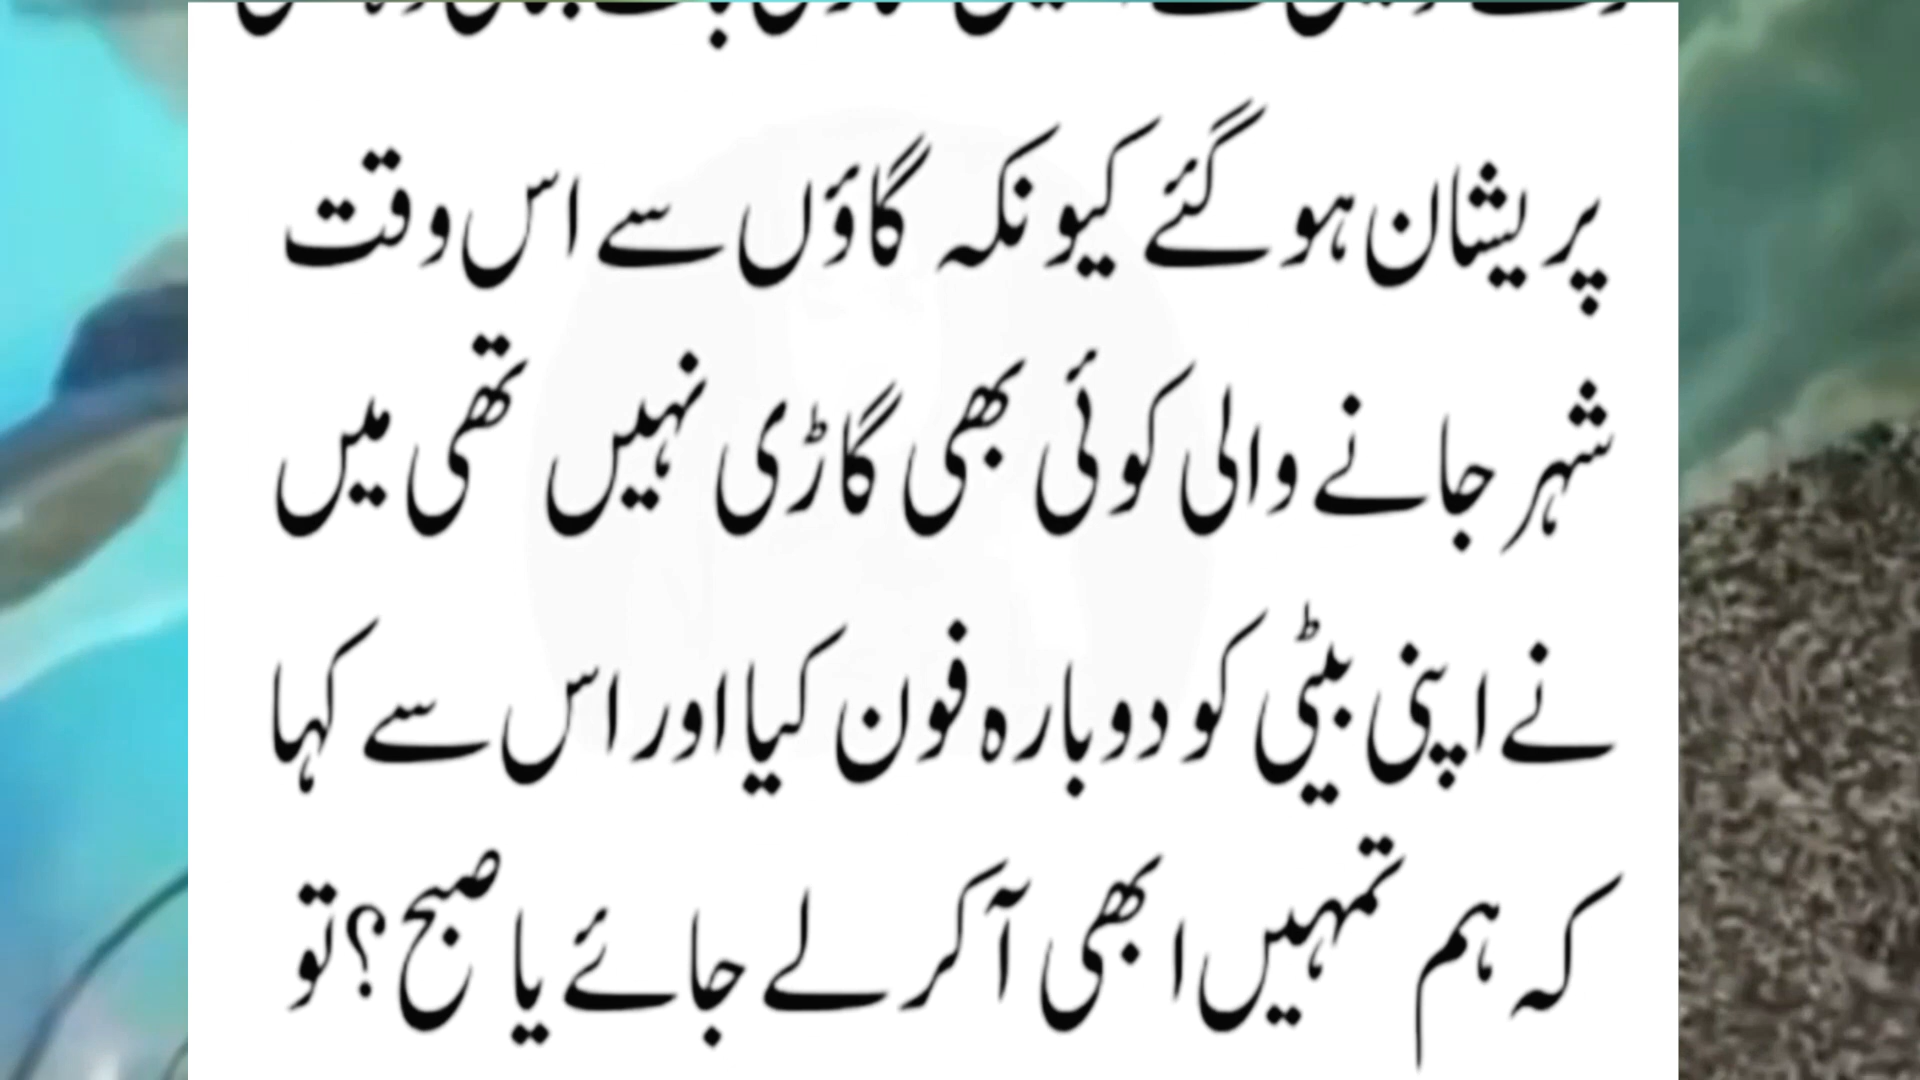 پریشان ہو گئے کیونکہ گاؤں سے اس وقت
شہر جانے والی کوئی بھی گاڑی نہیں تھی میں
نے اپنی بیٹی کو دوبارہ فون کیا اور اس سے کہا
کہ ہم تمہیں ابھی آ کر لے جائے یا صبح؟ تو